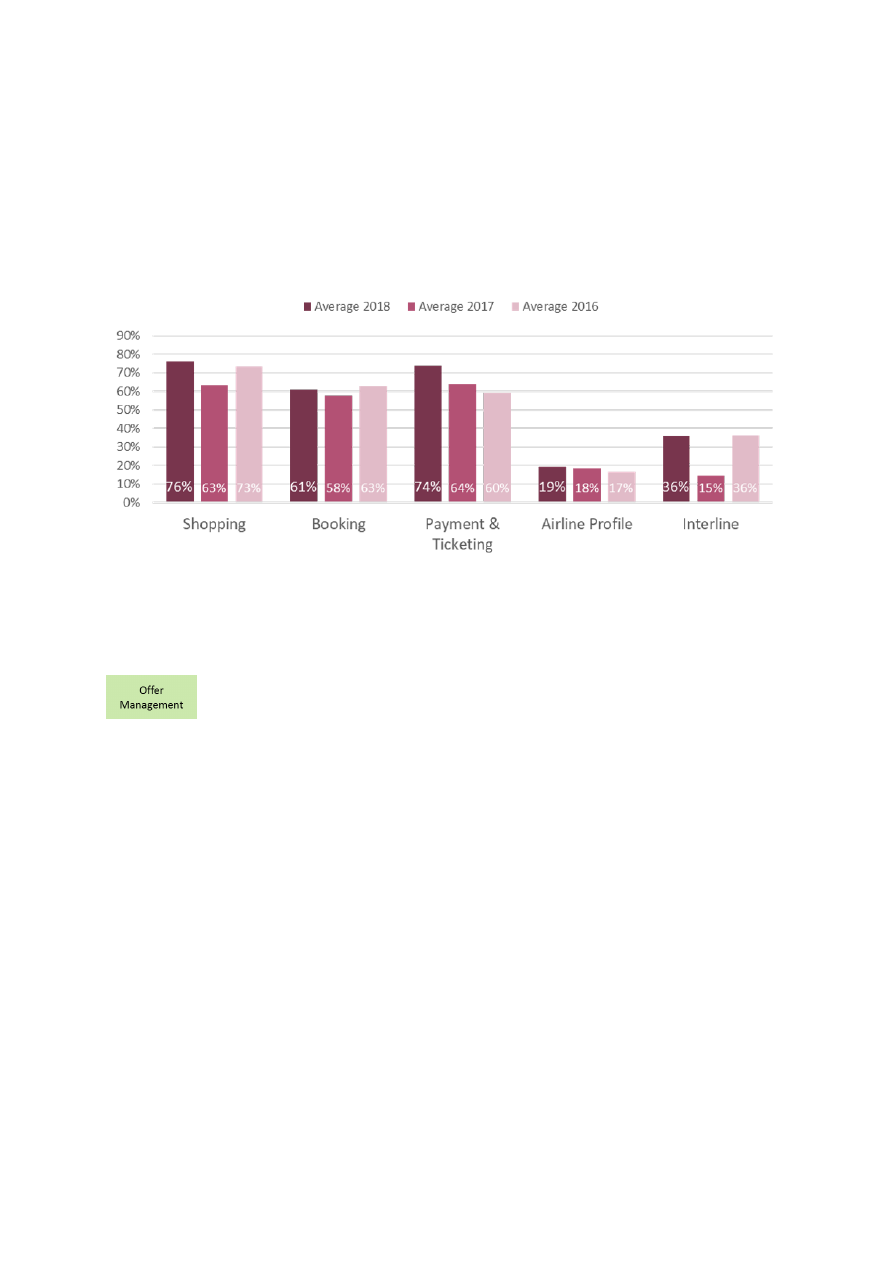 Average 2018 Average 2017 Average 2016
90%
80%
70%
60%
50%
40%
30%
20%
10%
0%
76% 63% 73% 61% 58% 63% 74% 64% 60% 19% 18% 17% 36% 15% 36%
Shopping Booking Payment & Airline Profile Interline
Ticketing
Offer
Management